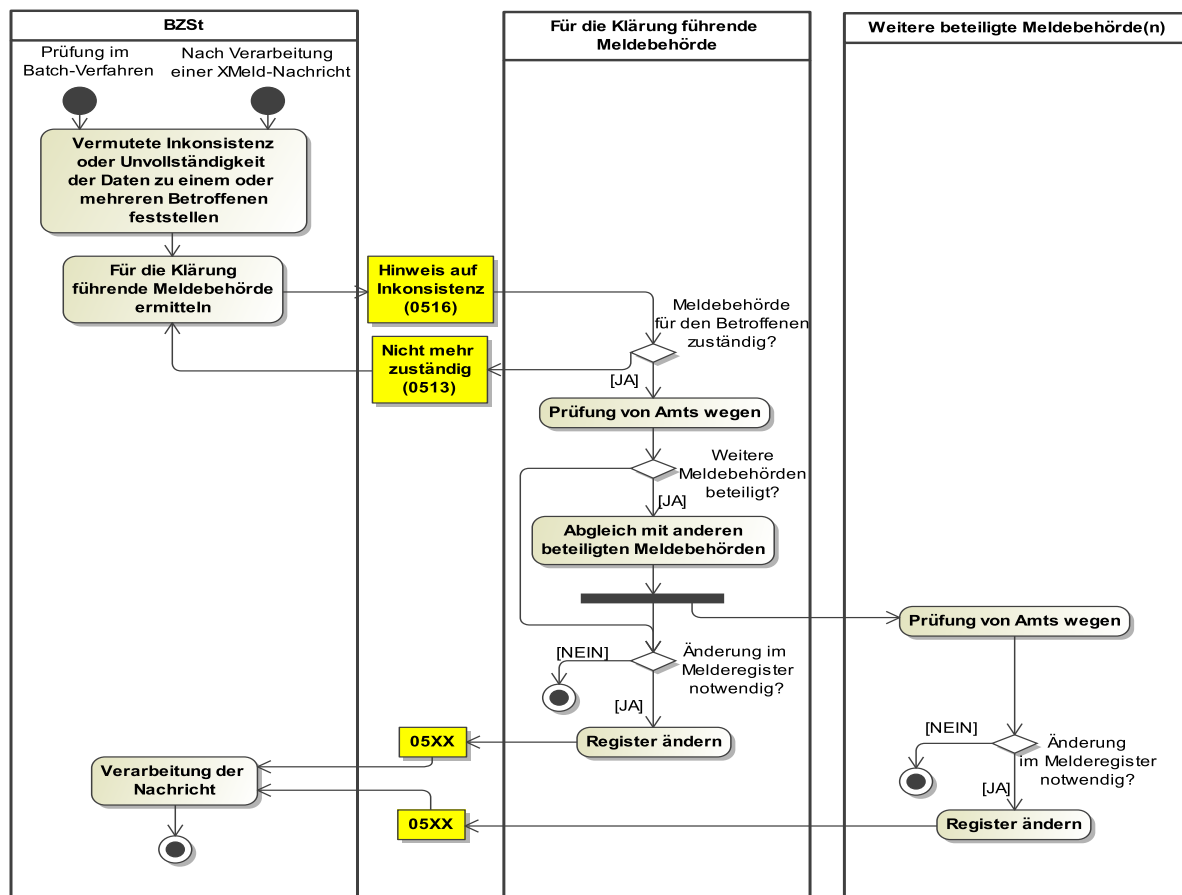 BZSt
Für die Klärung führende
Meldebehörde
Weitere beteiligte Meldebehörde(n)
Prüfung im
Batch-Verfahren
Nach Verarbeitung
einer XMeld-Nachricht
Vermutete Inkonsistenz
oder Unvollständigkeit
der Daten zu einem oder
mehreren Betroffenen
feststellen
Für die Klärung
führende Meldebehörde
ermitteln
Hinweis auf
Inkonsistenz
(0516)
Meldebehörde
für den Betroffenen
zuständig?
Nicht mehr
zuständig
(0513)
[JA]
Prüfung von Amts wegen
Weitere
Meldebehörden
beteiligt?
[JA]
Abgleich mit anderen
beteiligten Meldebehörden
Prüfung von Amts wegen
[NEIN]
Änderung im
Melderegister
notwendig?
[JA]
Register ändern
05XX
[NEIN]
Änderung
im Melderegister
notwendig?
[JA]
Verarbeitung der
Nachricht
05XX
Register ändern